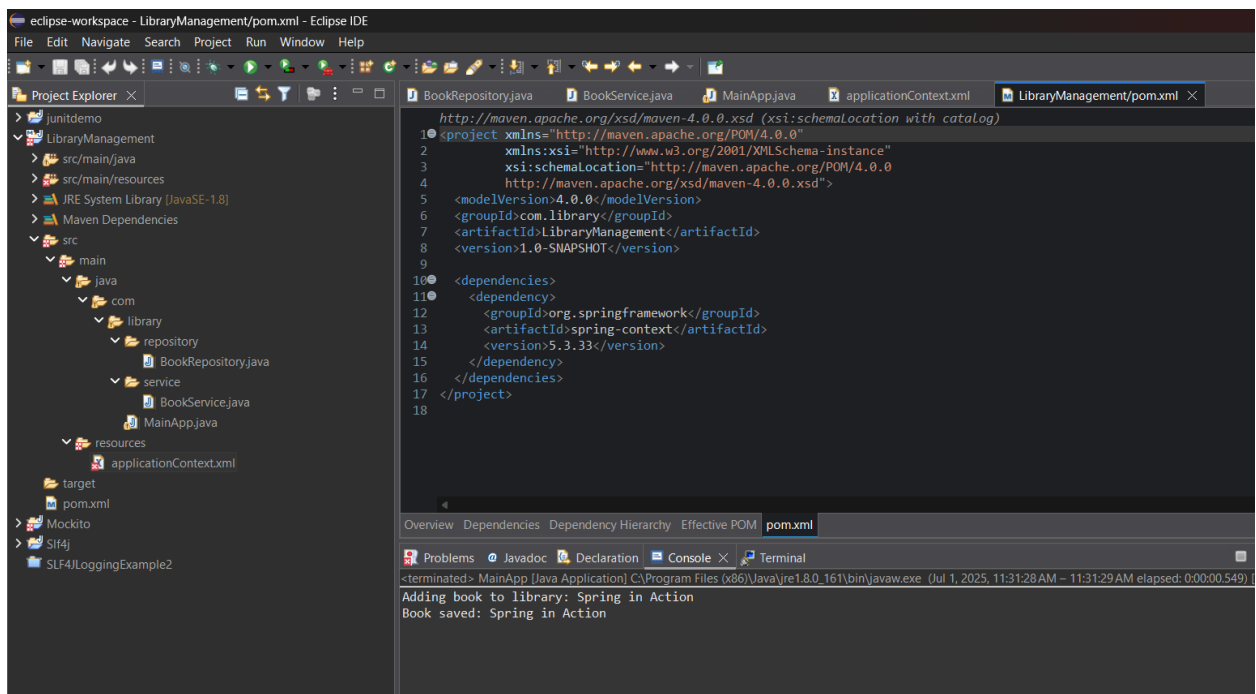 eclipse-workspace - LibraryManagement/pom.xml - Eclipse IDE
File Edit Navigate Search Project Run Window Help
Project Explorer
junitdemo
LibraryManagement
src/main/java
src/main/resources
JRE System Library [JavaSE-1.8]
Maven Dependencies
src
main
java
com
library
repository
BookRepository.java
service
BookService.java
MainApp.java
resources
applicationContext.xml
target
pom.xml
Mockito
Slf4j
SLF4JLoggingExample2
BookRepository.java BookService.java MainApp.java applicationContext.xml LibraryManagement/pom.xml
http://maven.apache.org/xsd/maven-4.0.0.xsd (xsi:schemaLocation with catalog)
1 <project xmlns="http://maven.apache.org/POM/4.0.0"
2 xmlns:xsi="http://www.w3.org/2001/XMLSchema-instance"
3 xsi:schemaLocation="http://maven.apache.org/POM/4.0.0
4 http://maven.apache.org/xsd/maven-4.0.0.xsd">
5 <modelVersion>4.0.0</modelVersion>
6 <groupId>com.library</groupId>
7 <artifactId>LibraryManagement</artifactId>
8 <version>1.0-SNAPSHOT</version>
9
10 <dependencies>
11 <dependency>
12 <groupId>org.springframework</groupId>
13 <artifactId>spring-context</artifactId>
14 <version>5.3.33</version>
15 </dependency>
16 </dependencies>
17 </project>
18
Overview Dependencies Dependency Hierarchy Effective POM pom.xml
Problems Javadoc Declaration Console Terminal
<terminated> MainApp [Java Application] C:\Program Files (x86)\Java\jre1.8.0_161\bin\javaw.exe (Jul 1, 2025, 11:31:28 AM – 11:31:29 AM elapsed: 0:00:00.549) [
Adding book to library: Spring in Action
Book saved: Spring in Action